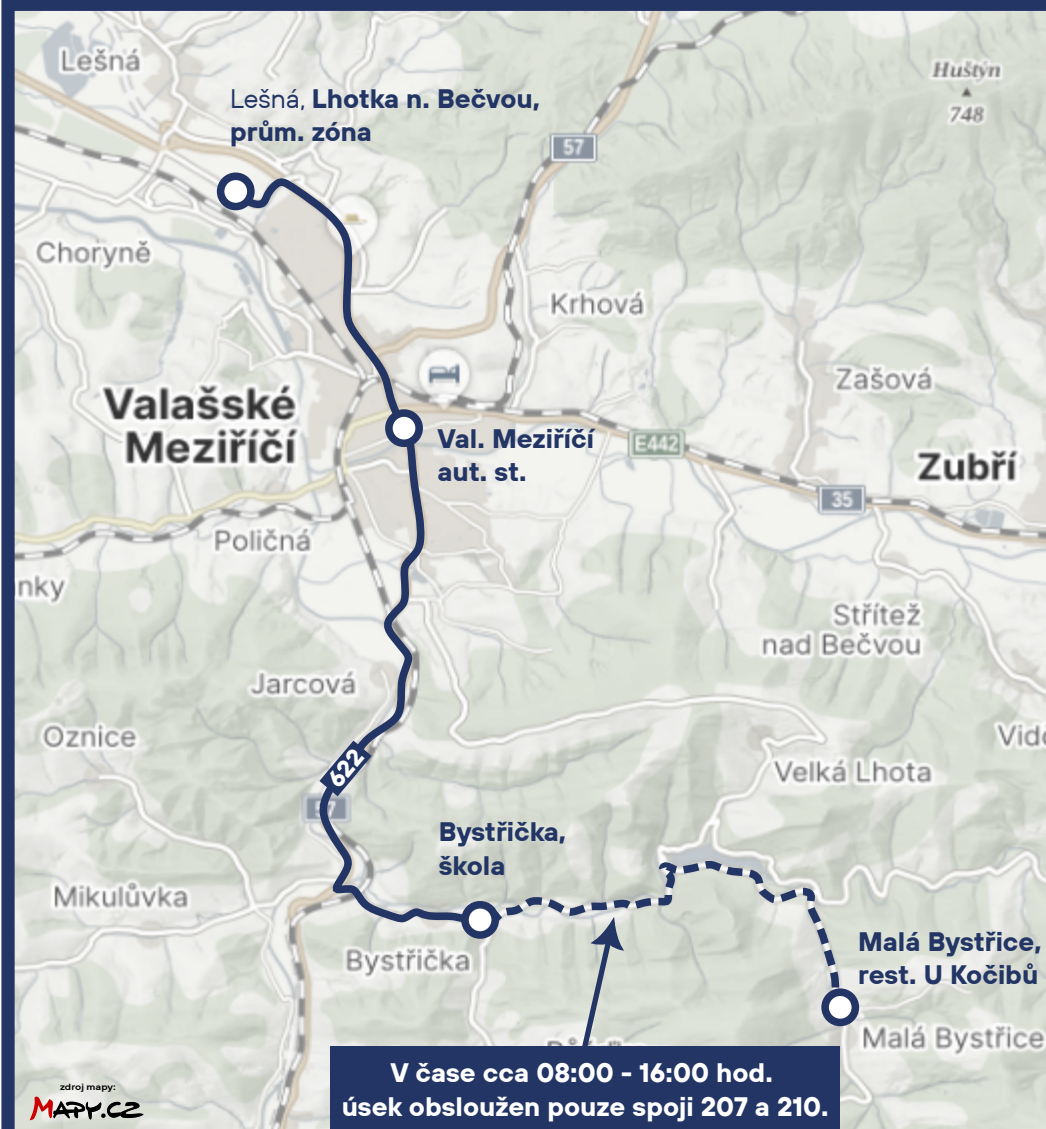 Lešná
Huštýn
748
Lešná, Lhotka n. Bečvou,
prům. zóna
57
Choryně
Krhová
Zašová
Valašské
Meziříčí
Val. Meziříčí
aut. st.
E442
Zubří
35
Poličná
nky
Střítež
nad Bečvou
Jarcová
Oznice
Vidč
622
Velká Lhota
Bystřička,
škola
Mikulůvka
Bystřička
Malá Bystřice,
rest. U Kočibů
Malá Bystřice
V čase cca 08:00 - 16:00 hod.
úsek obsloužen pouze spoji 207 a 210.
zdroj mapy:
MAPY.CZ